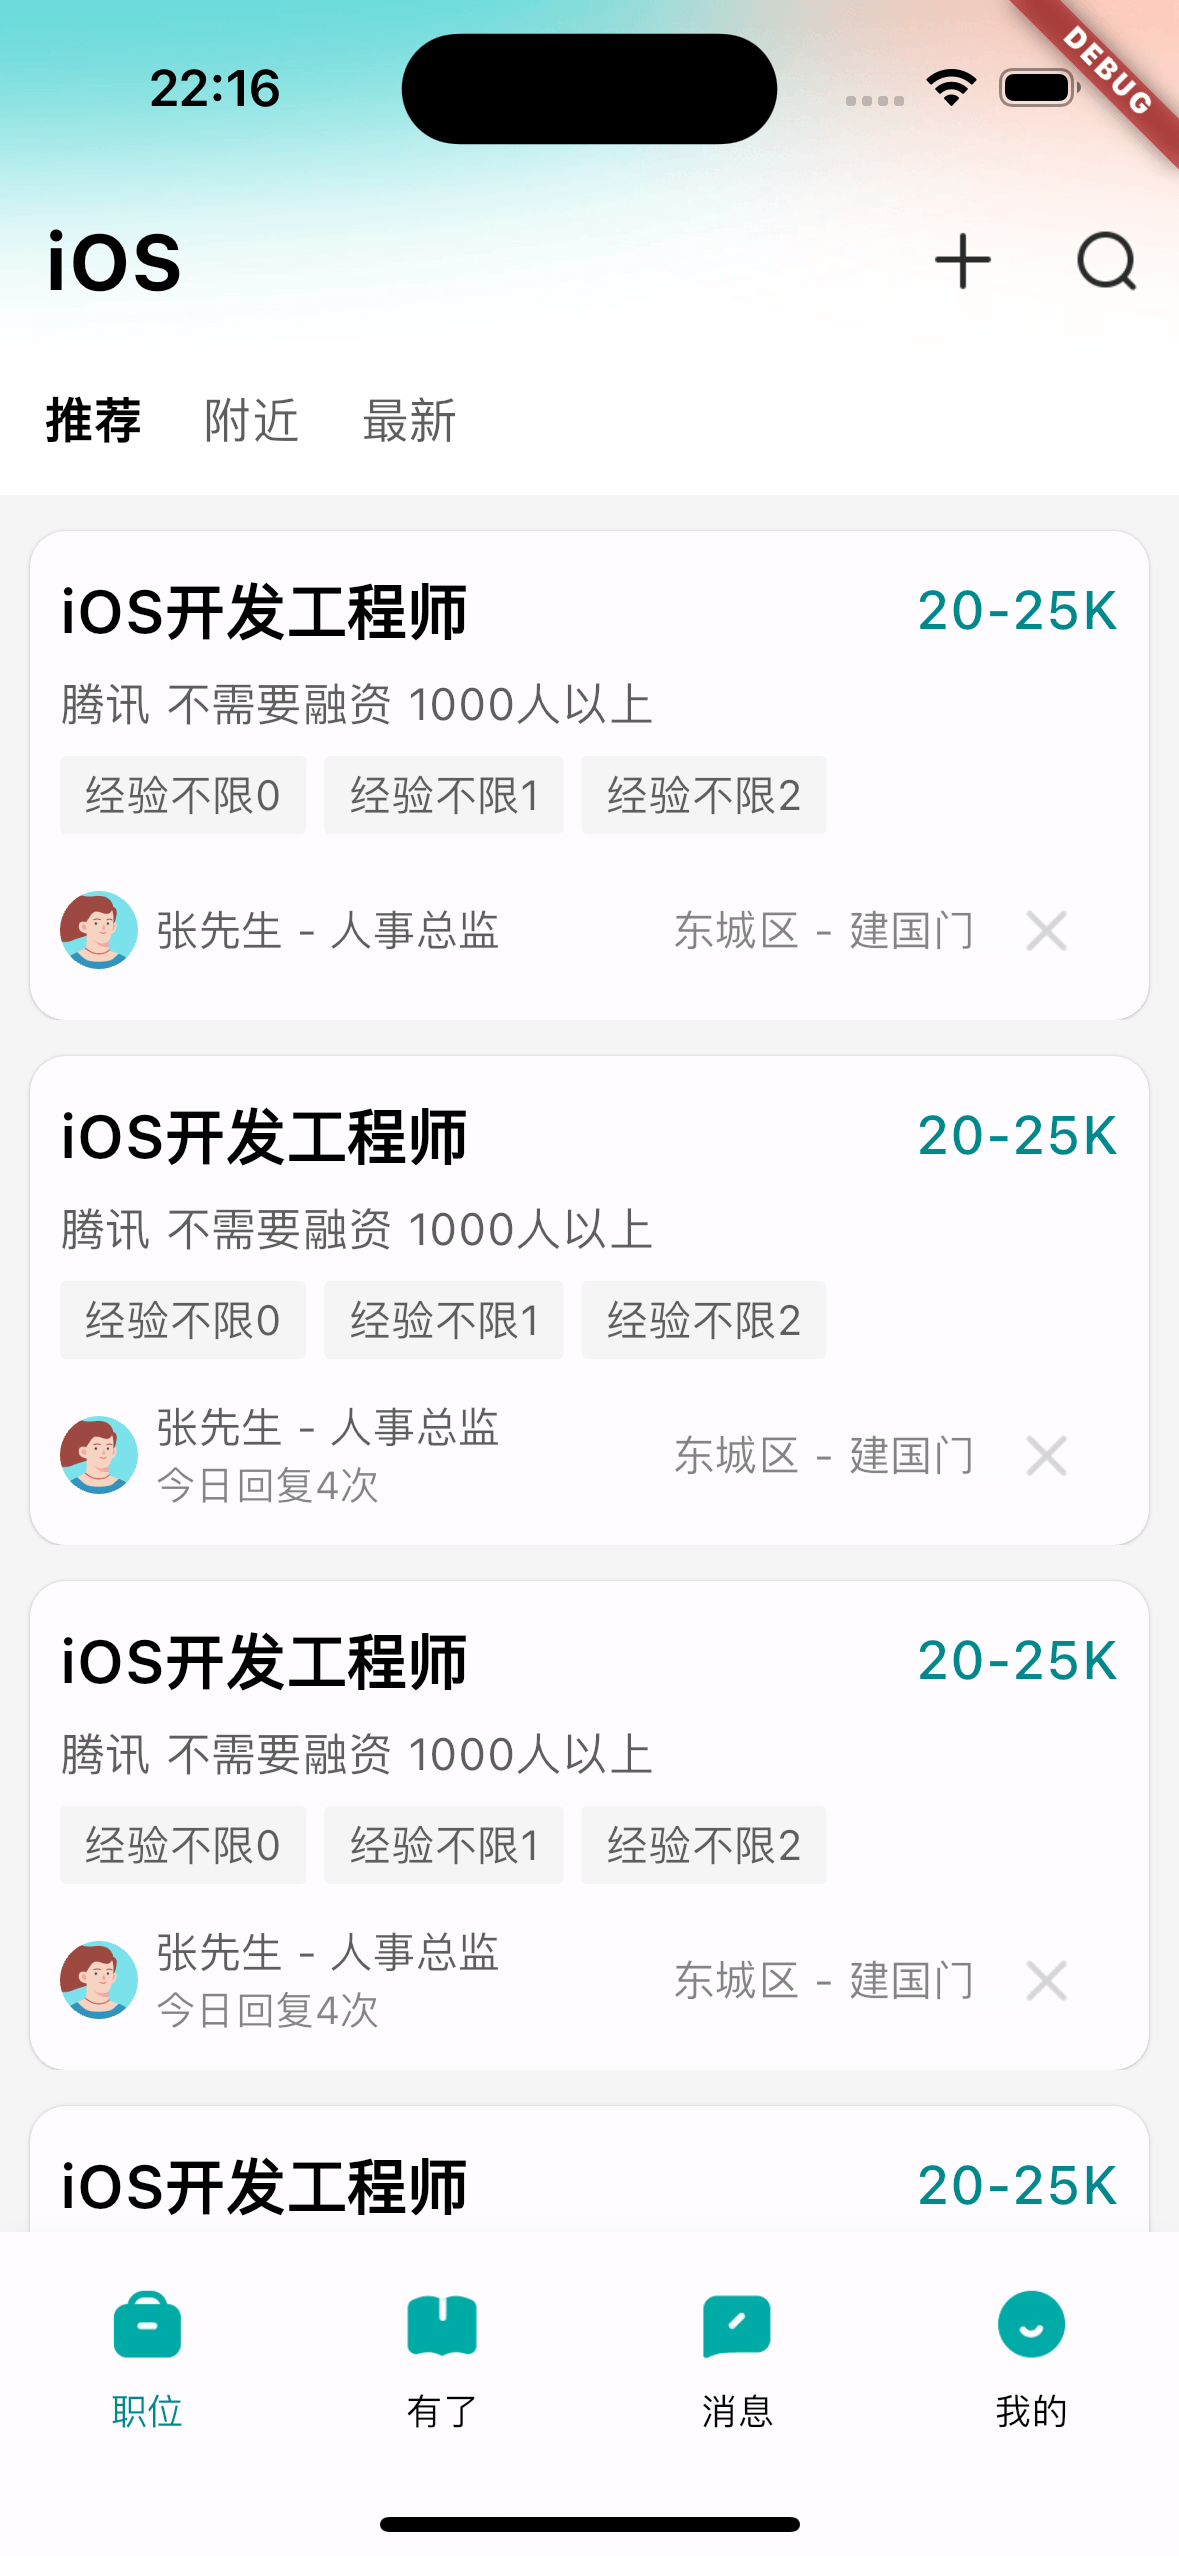 22:16
DEBUG
iOS
推荐 附近 最新
iOS开发工程师 20-25K
腾讯 不需要融资 1000人以上
经验不限0 经验不限1 经验不限2
张先生 - 人事总监 东城区 - 建国门
iOS开发工程师 20-25K
腾讯 不需要融资 1000人以上
经验不限0 经验不限1 经验不限2
张先生 - 人事总监
今日回复4次
东城区 - 建国门
iOS开发工程师 20-25K
腾讯 不需要融资 1000人以上
经验不限0 经验不限1 经验不限2
张先生 - 人事总监
今日回复4次
东城区 - 建国门
iOS开发工程师 20-25K
职位 有了 消息 我的